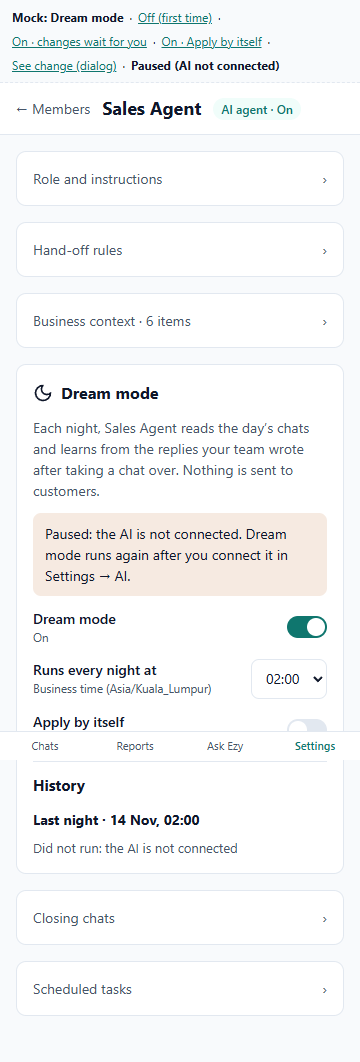 Mock: Dream mode · Off (first time) ·
On · changes wait for you · On · Apply by itself ·
See change (dialog) · Paused (AI not connected)
← Members Sales Agent AI agent · On
Role and instructions ›
Hand-off rules ›
Business context · 6 items ›
Dream mode
Each night, Sales Agent reads the day's chats
and learns from the replies your team wrote
after taking a chat over. Nothing is sent to
customers.
Paused: the AI is not connected. Dream
mode runs again after you connect it in
Settings → AI.
Dream mode
On
Runs every night at
Business time (Asia/Kuala_Lumpur)
02:00
Apply by itself
Chats Reports Ask Ezy Settings
History
Last night · 14 Nov, 02:00
Did not run: the AI is not connected
Closing chats ›
Scheduled tasks ›